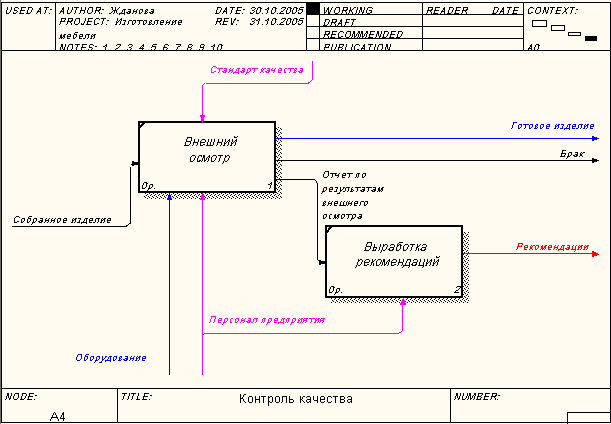 USED AT: AUTHOR: Жданова DATE: 30.10.2005 WORKING READER DATE CONTEXT:
PROJECT: Изготовление мебели REV: 31.10.2005 DRAFT
RECOMMENDED
NOTES: 1 2 3 4 5 6 7 8 9 10 PUBLICATION A0
Стандарт качества
Готовое изделие
Внешний
осмотр
Брак
0р. 1
Отчет по
результатам
внешнего
осмотра
Собранное изделие
Выработка
рекомендаций
Рекомендации
0р. 2
Персонал предприятия
Оборудование
NODE: TITLE: NUMBER:
Контроль качества
A4